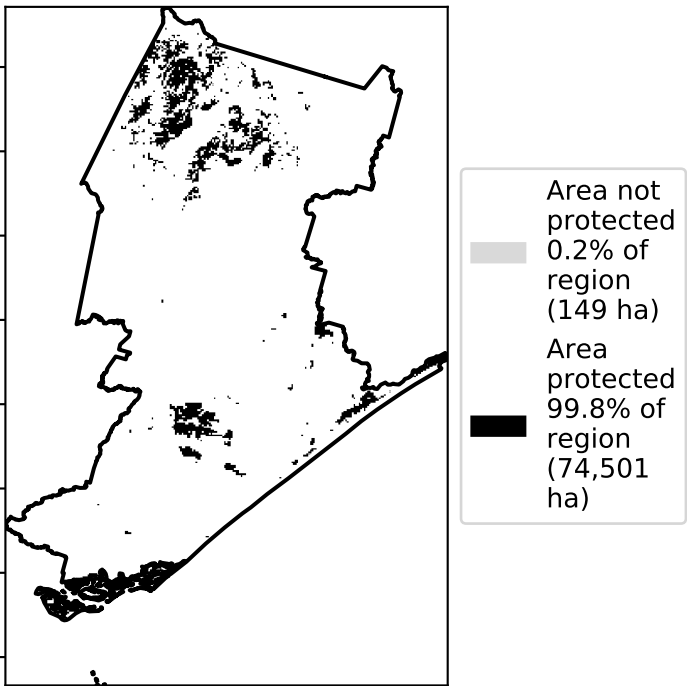 Area not
protected
0.2% of
region
(149 ha)
Area
protected
99.8% of
region
(74,501
ha)